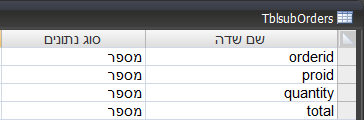 TblsubOrders
שם שדה סוג נתונים
orderid מספר
proid מספר
quantity מספר
total מספר